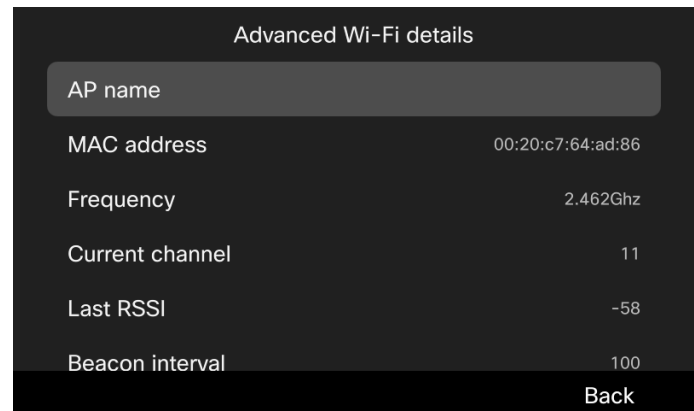 Advanced Wi-Fi details
AP name
MAC address 00:20:c7:64:ad:86
Frequency 2.462Ghz
Current channel 11
Last RSSI -58
Beacon interval 100
Back